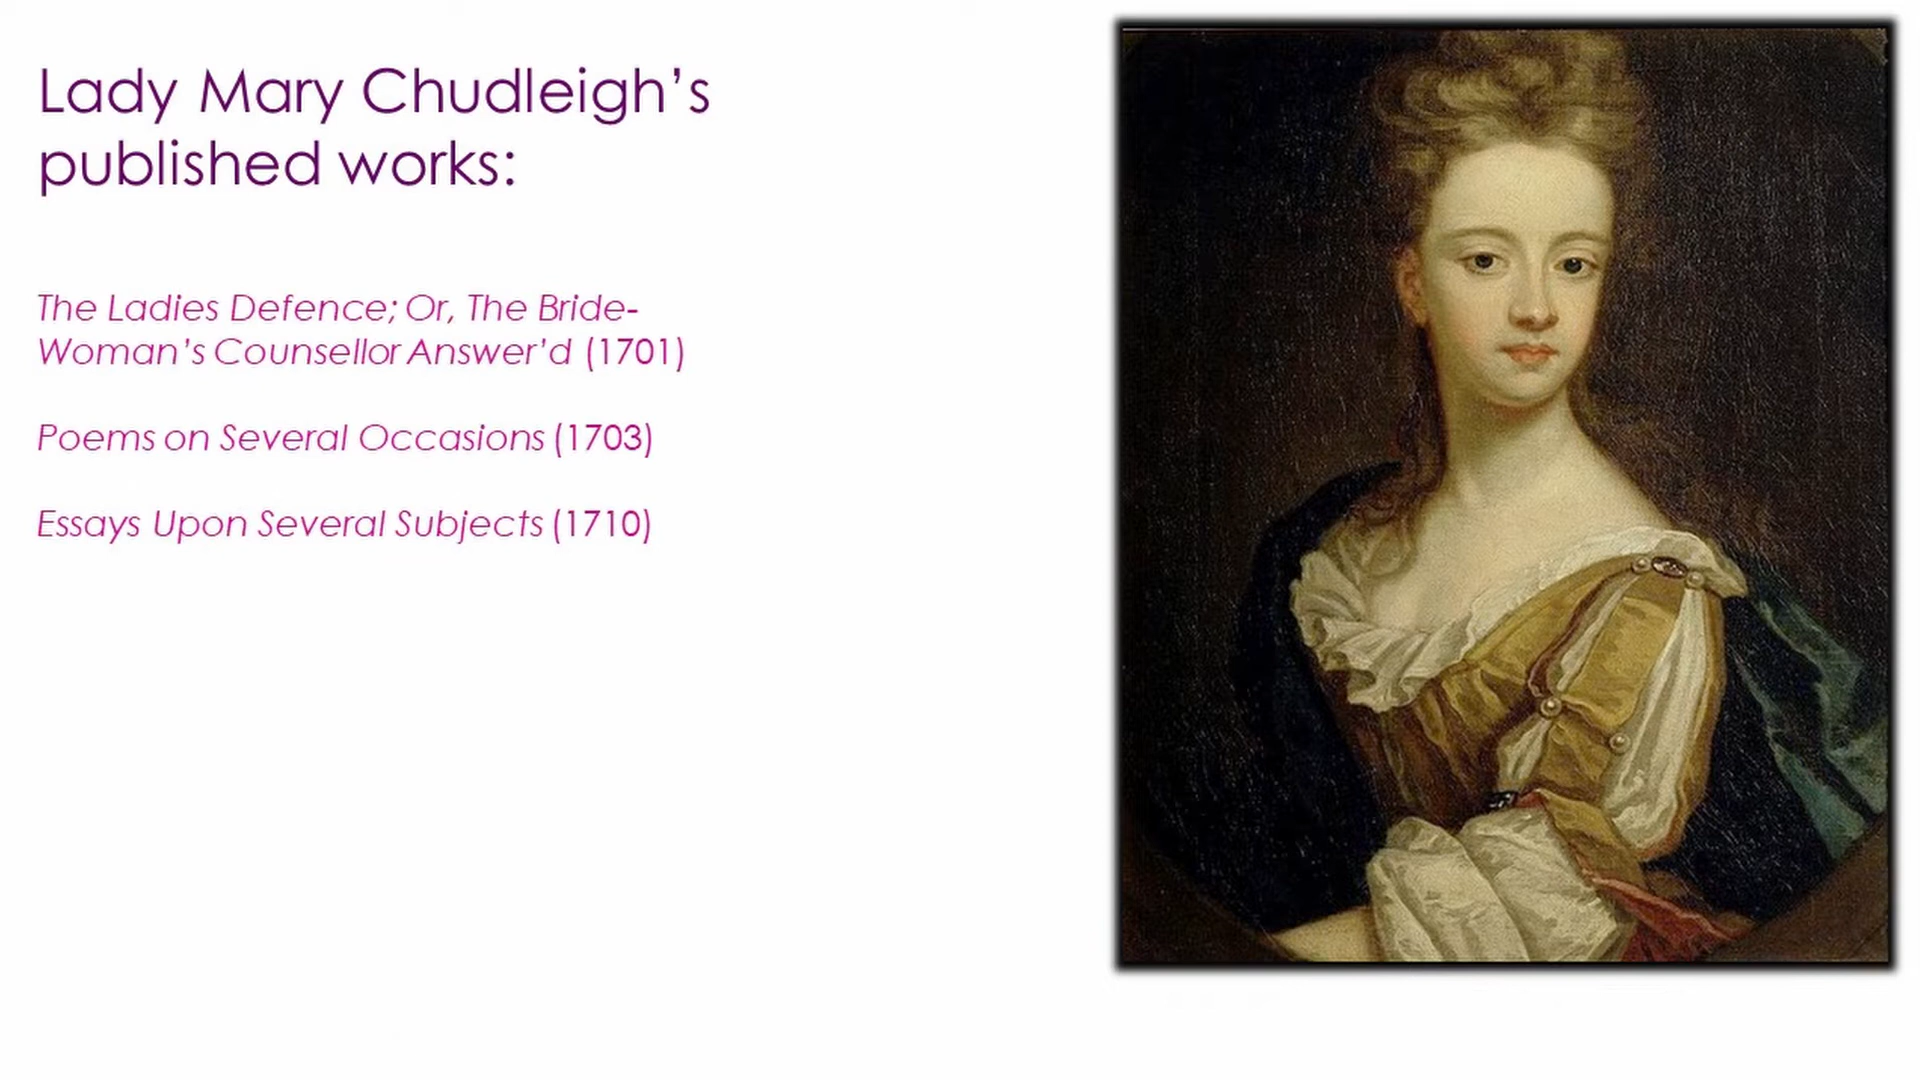 Lady Mary Chudleigh’s
published works:
The Ladies Defence; Or, The Bride-
Woman’s Counsellor Answer’d (1701)
Poems on Several Occasions (1703)
Essays Upon Several Subjects (1710)